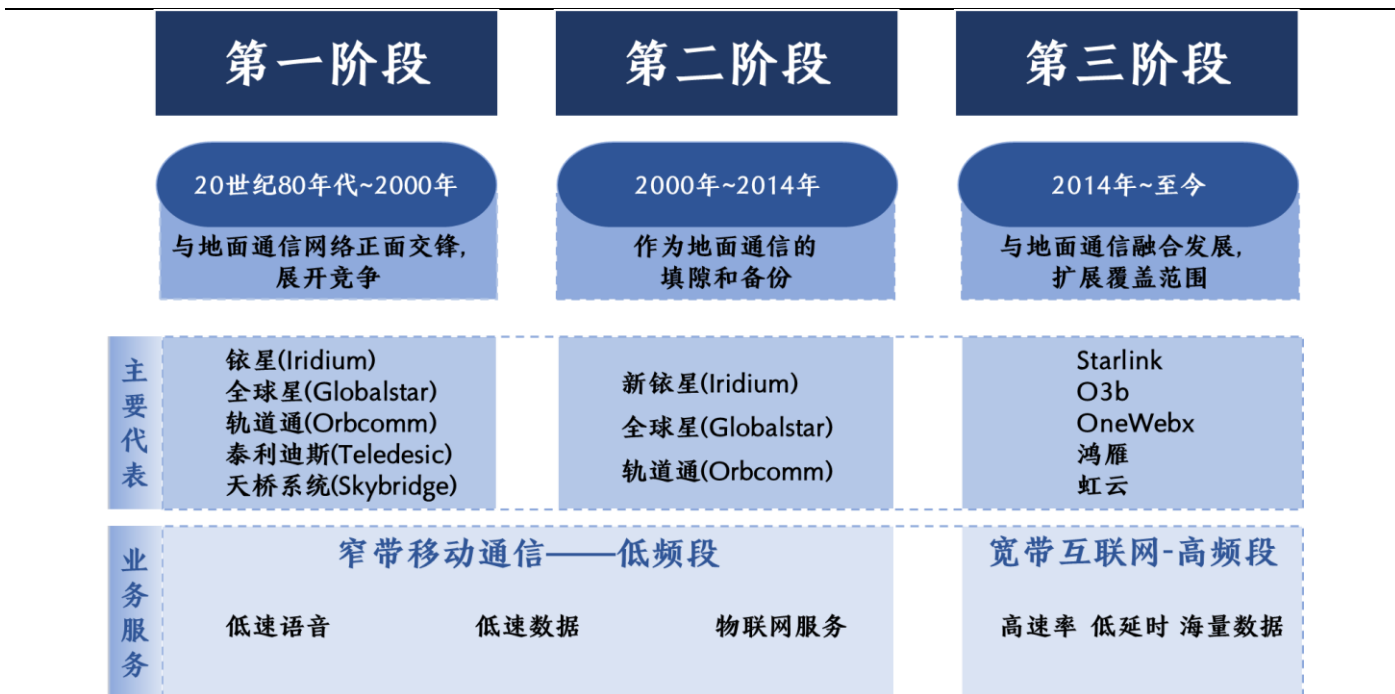 第一阶段
第二阶段
第三阶段
20世纪80年代~2000年
2000年~2014年
2014年~至今
与地面通信网络正面交锋,
展开竞争
作为地面通信的
填隙和备份
与地面通信融合发展,
扩展覆盖范围
主要代表
铱星(Iridium)
全球星(Globalstar)
轨道通(Orbcomm)
泰利迪斯(Teledesic)
天桥系统(Skybridge)
新铱星(Iridium)
全球星(Globalstar)
轨道通(Orbcomm)
Starlink
O3b
OneWebx
鸿雁
虹云
业务服务
窄带移动通信——低频段
低速语音
低速数据
物联网服务
宽带互联网-高频段
高速率 低延时 海量数据